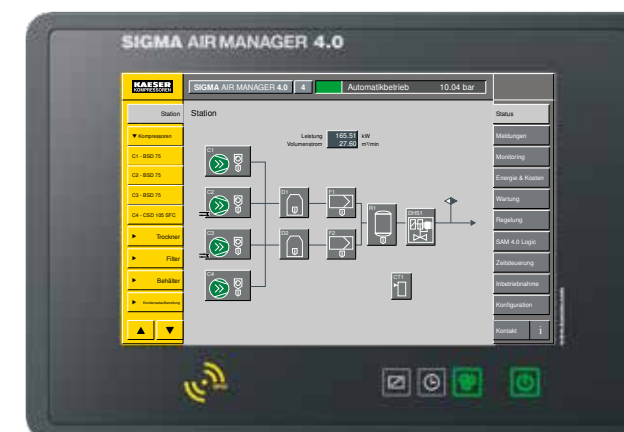 SIGMA AIR MANAGER 4.0
KAESER
KOMPRESSOREN
SIGMA AIR MANAGER 4.0 4 Automatikbetrieb 10.04 bar
Station
Station
Status
▼ Kompressoren
C1 - BSD 75
C2 - BSD 75
C3 - BSD 75
C4 - CSD 105 SFC
► Trockner
► Filter
► Behälter
► Kondensataufbereitung
▲ ▼
Leistung 165.51 kW
Volumenstrom 27.60 m³/min
C1
C2 D1 F1
R1 DHS1
C3 D2 F2
C4 CT1
Meldungen
Monitoring
Energie & Kosten
Wartung
Regelung
SAM 4.0 Logic
Zeitsteuerung
Inbetriebnahme
Konfiguration
Kontakt i